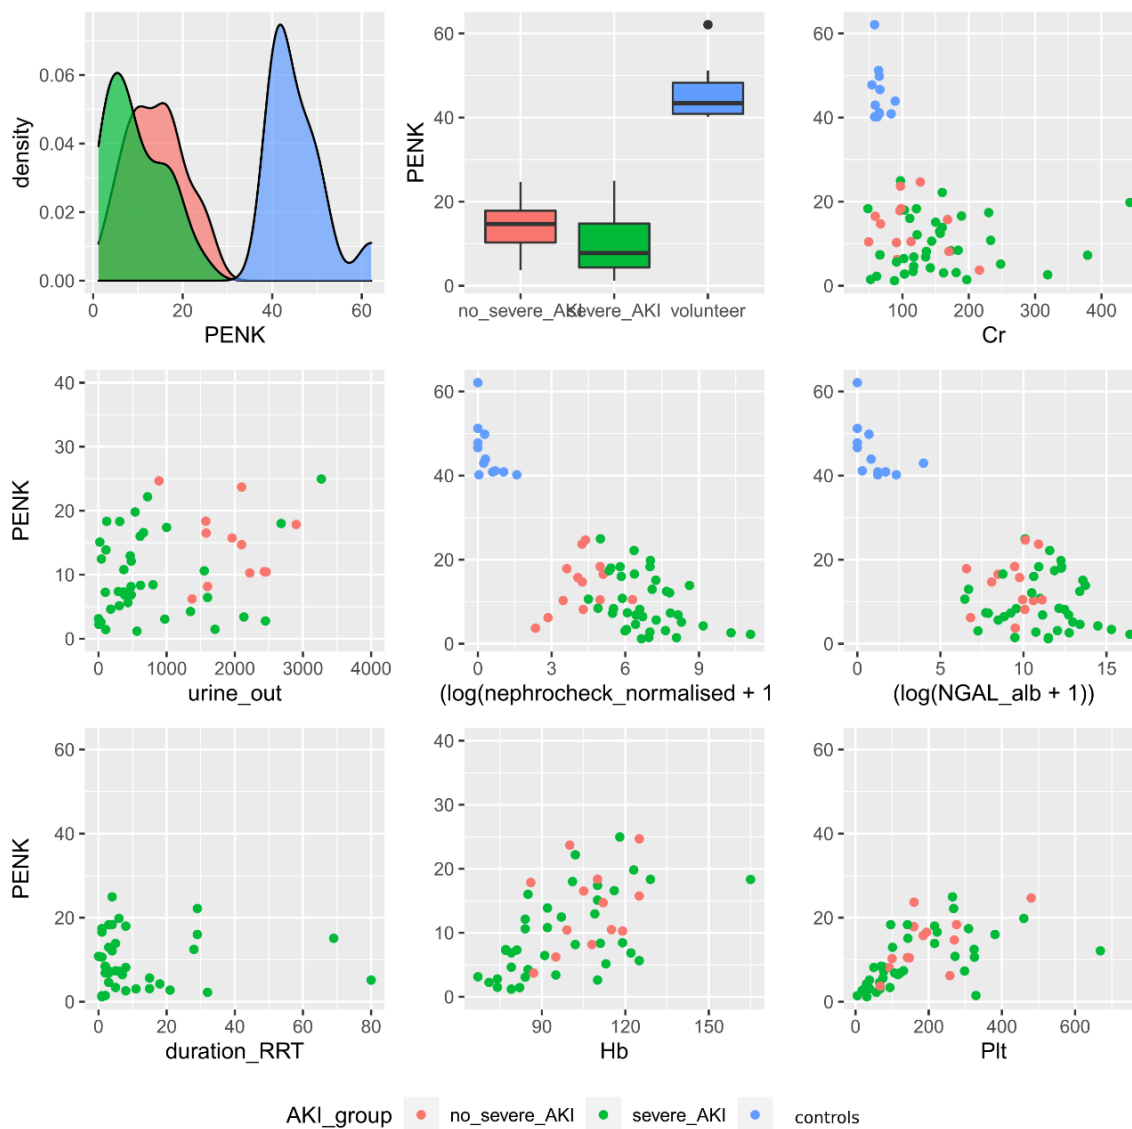 density
0.06
0.04
0.02
0.00
0 20 40 60
PENK
PENK
60
40
20
0
no_severe_AKI severe_AKI volunteer
60
40
20
0
100 200 300 400
Cr
PENK
40
30
20
10
0
0 1000 2000 3000 4000
urine_out
60
40
20
0
0 3 6 9
(log(nephrocheck_normalised + 1
60
40
20
0
0 5 10 15
(log(NGAL_alb + 1))
PENK
60
40
20
0
0 20 40 60 80
duration_RRT
40
30
20
10
0
90 120 150
Hb
60
40
20
0
0 200 400 600
Plt
AKI_group no_severe_AKI severe_AKI controls